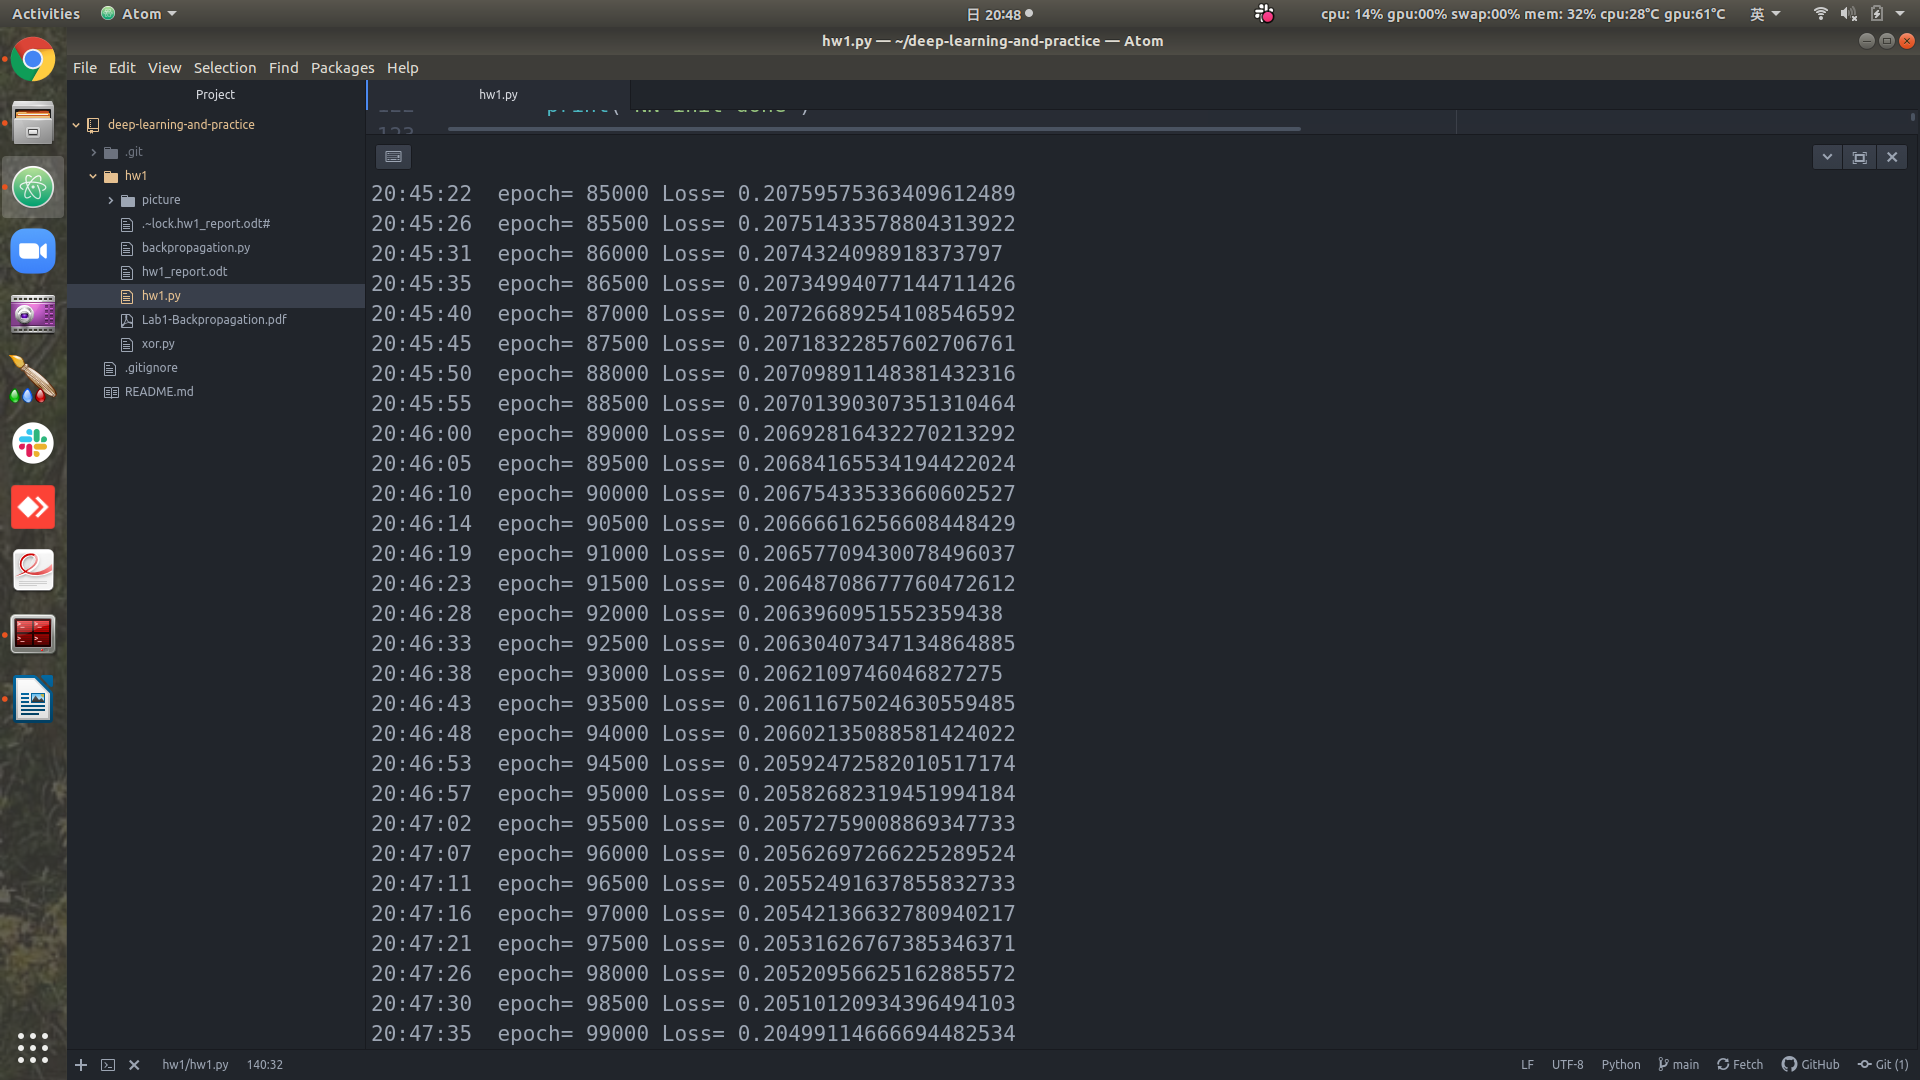 Activities Atom 日 20:48 cpu: 14% gpu:00% swap:00% mem: 32% cpu:28°C gpu:61°C 英
hw1.py — ~/deep-learning-and-practice — Atom
File Edit View Selection Find Packages Help
Project
hw1.py
deep-learning-and-practice
.git
hw1
picture
.~lock.hw1_report.odt#
backpropagation.py
hw1_report.odt
hw1.py
Lab1-Backpropagation.pdf
xor.py
.gitignore
README.md
123
20:45:22 epoch= 85000 Loss= 0.20759575363409612489
20:45:26 epoch= 85500 Loss= 0.20751433578804313922
20:45:31 epoch= 86000 Loss= 0.2074324098918373797
20:45:35 epoch= 86500 Loss= 0.20734994077144711426
20:45:40 epoch= 87000 Loss= 0.20726689254108546592
20:45:45 epoch= 87500 Loss= 0.20718322857602706761
20:45:50 epoch= 88000 Loss= 0.20709891148381432316
20:45:55 epoch= 88500 Loss= 0.20701390307351310464
20:46:00 epoch= 89000 Loss= 0.20692816432270213292
20:46:05 epoch= 89500 Loss= 0.20684165534194422024
20:46:10 epoch= 90000 Loss= 0.20675433533660602527
20:46:14 epoch= 90500 Loss= 0.20666616256608448429
20:46:19 epoch= 91000 Loss= 0.20657709430078496037
20:46:23 epoch= 91500 Loss= 0.20648708677760472612
20:46:28 epoch= 92000 Loss= 0.2063960951552359438
20:46:33 epoch= 92500 Loss= 0.20630407347134864885
20:46:38 epoch= 93000 Loss= 0.2062109746046827275
20:46:43 epoch= 93500 Loss= 0.20611675024630559485
20:46:48 epoch= 94000 Loss= 0.20602135088581424022
20:46:53 epoch= 94500 Loss= 0.20592472582010517174
20:46:57 epoch= 95000 Loss= 0.20582682319451994184
20:47:02 epoch= 95500 Loss= 0.20572759008869347733
20:47:07 epoch= 96000 Loss= 0.20562697266225289524
20:47:11 epoch= 96500 Loss= 0.20552491637855832733
20:47:16 epoch= 97000 Loss= 0.20542136632780940217
20:47:21 epoch= 97500 Loss= 0.20531626767385346371
20:47:26 epoch= 98000 Loss= 0.20520956625162885572
20:47:30 epoch= 98500 Loss= 0.20510120934396494103
20:47:35 epoch= 99000 Loss= 0.20499114666694482534
hw1/hw1.py 140:32 LF UTF-8 Python main Fetch GitHub Git (1)